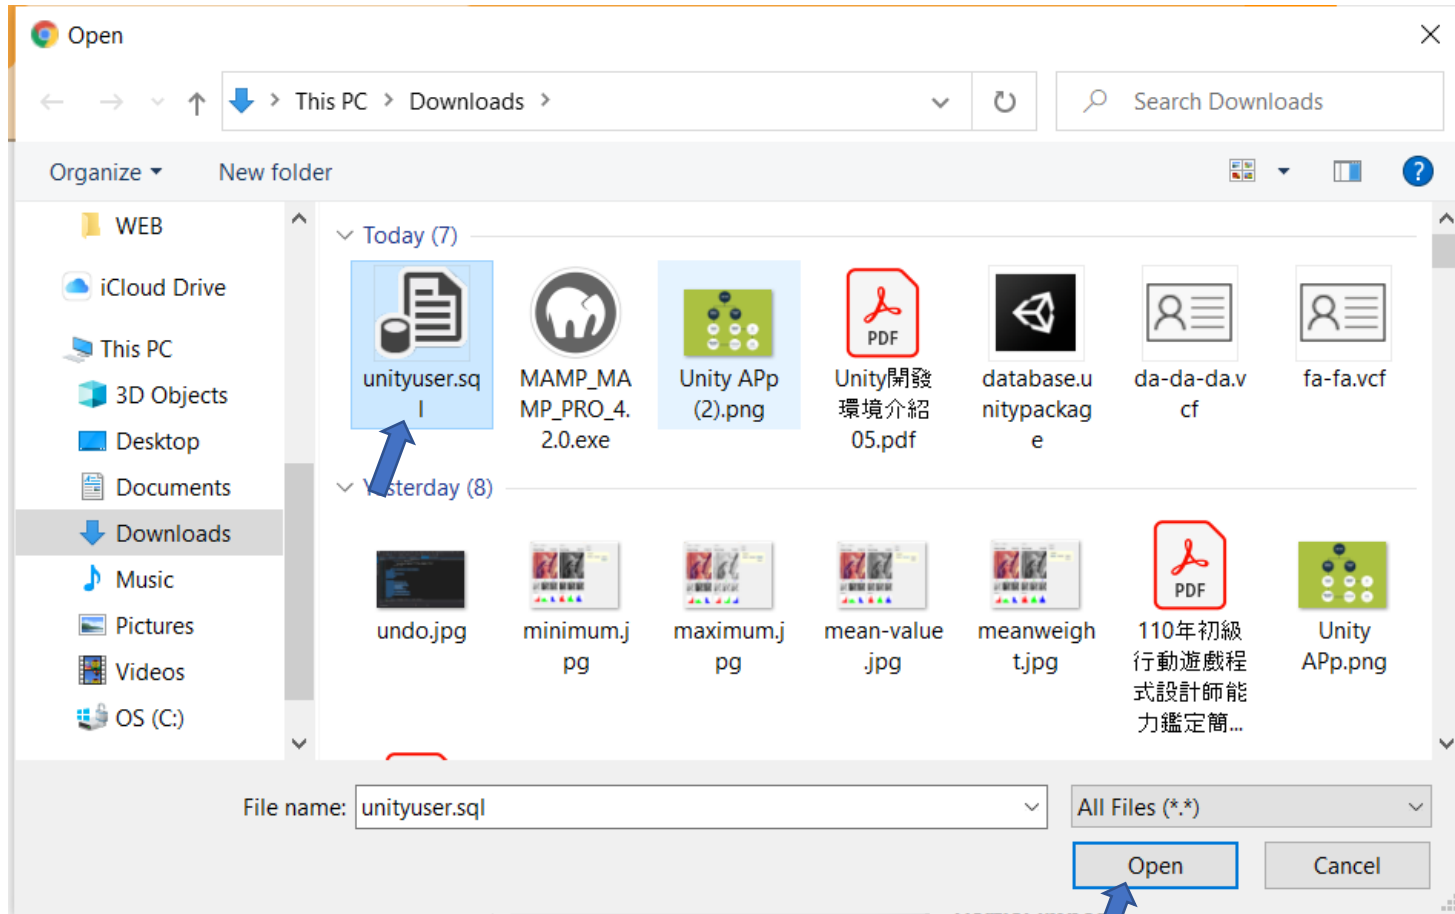 Open
This PC > Downloads >
Search Downloads
Organize
New folder
?
WEB
iCloud Drive
This PC
3D Objects
Desktop
Documents
Downloads
Music
Pictures
Videos
OS (C:)
Today (7)
unityuser.sq
l
MAMP_MA
MP_PRO_4.
2.0.exe
Unity APp
(2).png
PDF
Unity開發
環境介紹
05.pdf
database.u
nitypackag
e
da-da-da.v
cf
fa-fa.vcf
Yesterday (8)
undo.jpg
minimum.j
pg
maximum.j
pg
mean-value
.jpg
meanweigh
t.jpg
PDF
110年初級
行動遊戲程
式設計師能
力鑑定簡...
Unity
APp.png
File name:
unityuser.sql
All Files (*.*)
Open
Cancel